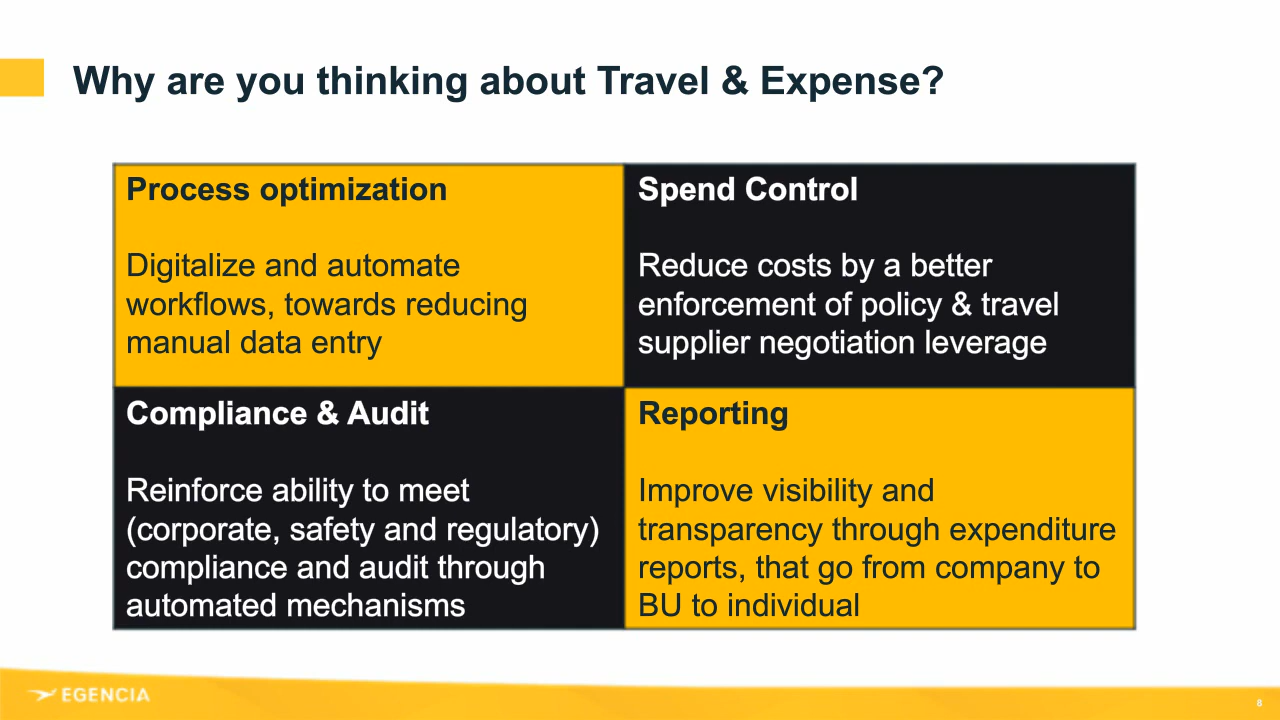 Why are you thinking about Travel & Expense?
Process optimization
Digitalize and automate
workflows, towards reducing
manual data entry
Spend Control
Reduce costs by a better
enforcement of policy & travel
supplier negotiation leverage
Compliance & Audit
Reinforce ability to meet
(corporate, safety and regulatory)
compliance and audit through
automated mechanisms
Reporting
Improve visibility and
transparency through expenditure
reports, that go from company to
BU to individual
EGENCIA
8